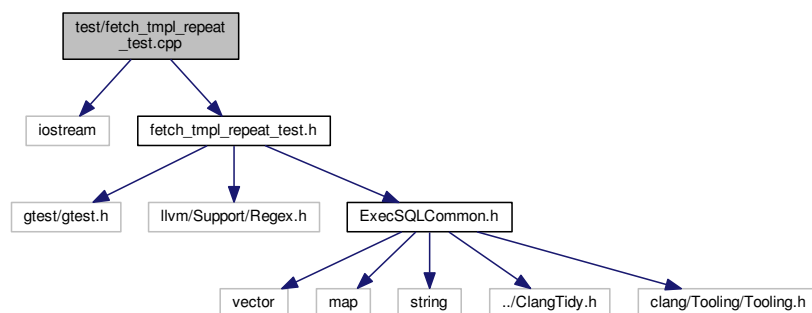 test/fetch_tmpl_repeat
_test.cpp
iostream
fetch_tmpl_repeat_test.h
gtest/gtest.h
llvm/Support/Regex.h
ExecSQLCommon.h
vector
map
string
../ClangTidy.h
clang/Tooling/Tooling.h